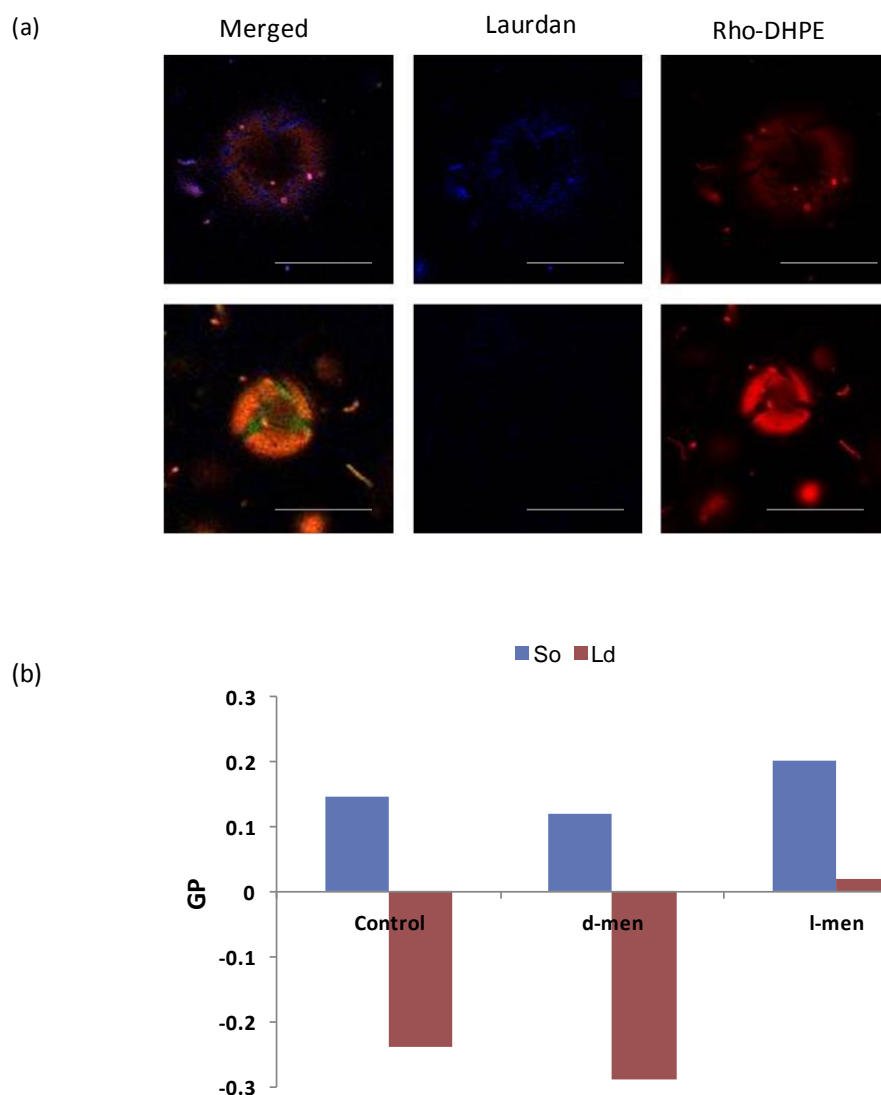 (a)
Merged Laurdan Rho-DHPE
So Ld
(b)
0.3
0.2
0.1
0
-0.1
-0.2
-0.3
GP
Control d-men l-men